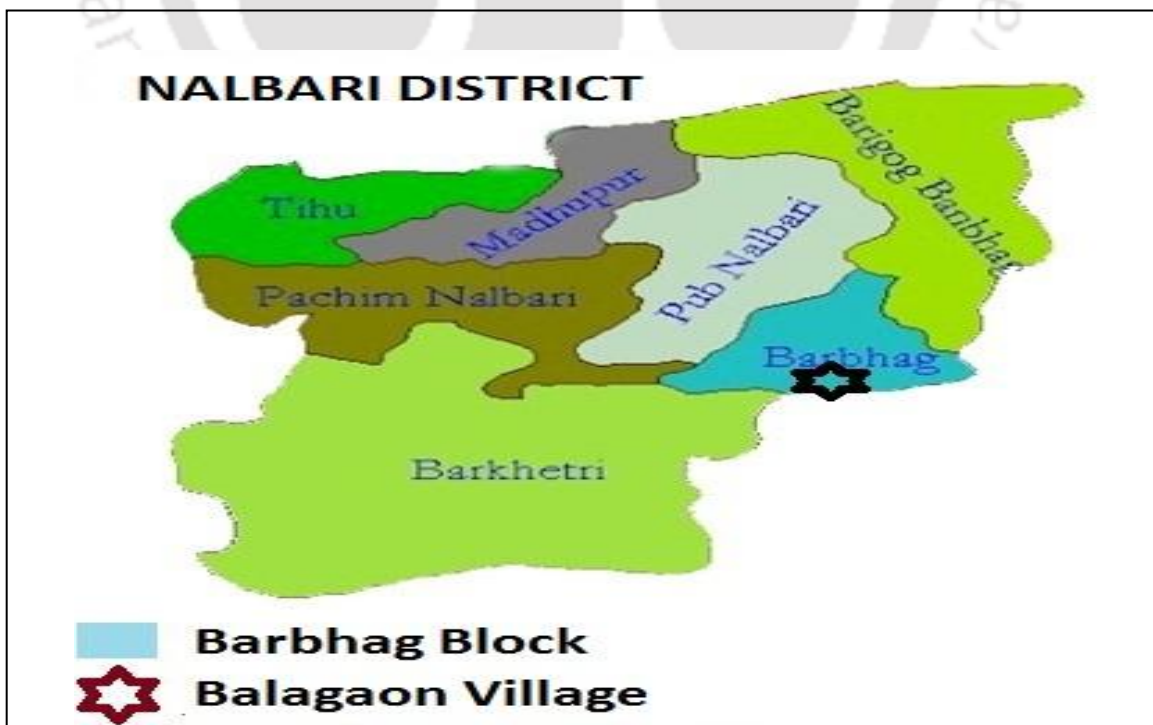 NALBARI DISTRICT
Barigog Banbhag
Tihu
Madhupur
Pub Nalbari
Pachim Nalbari
Barbhag
Barkhetri
Barbhag Block
Balagaon Village